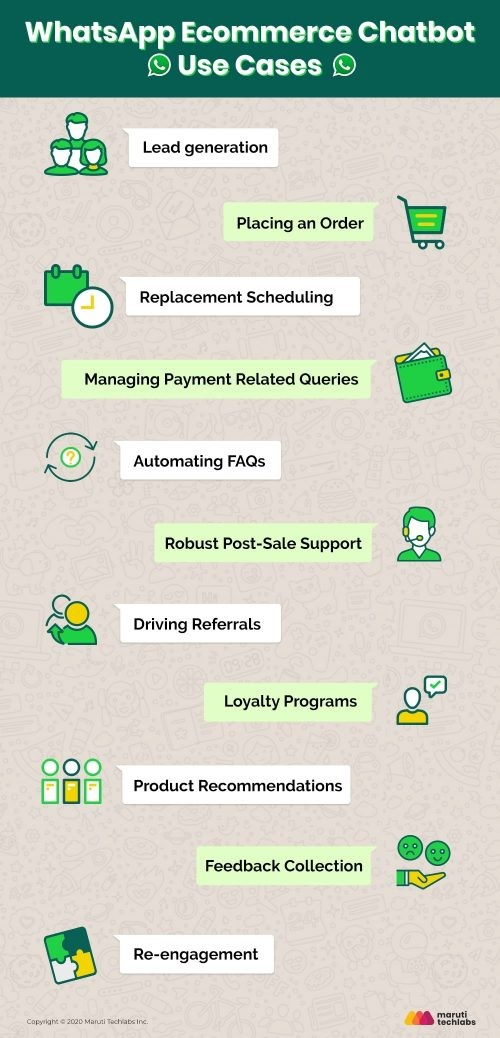 WhatsApp Ecommerce Chatbot
Use Cases
Lead generation
Placing an Order
Replacement Scheduling
Managing Payment Related Queries
Automating FAQs
Robust Post-Sale Support
Driving Referrals
Loyalty Programs
Product Recommendations
Feedback Collection
Re-engagement
Copyright © 2020 Maruti Techlabs Inc.
maruti
techlabs